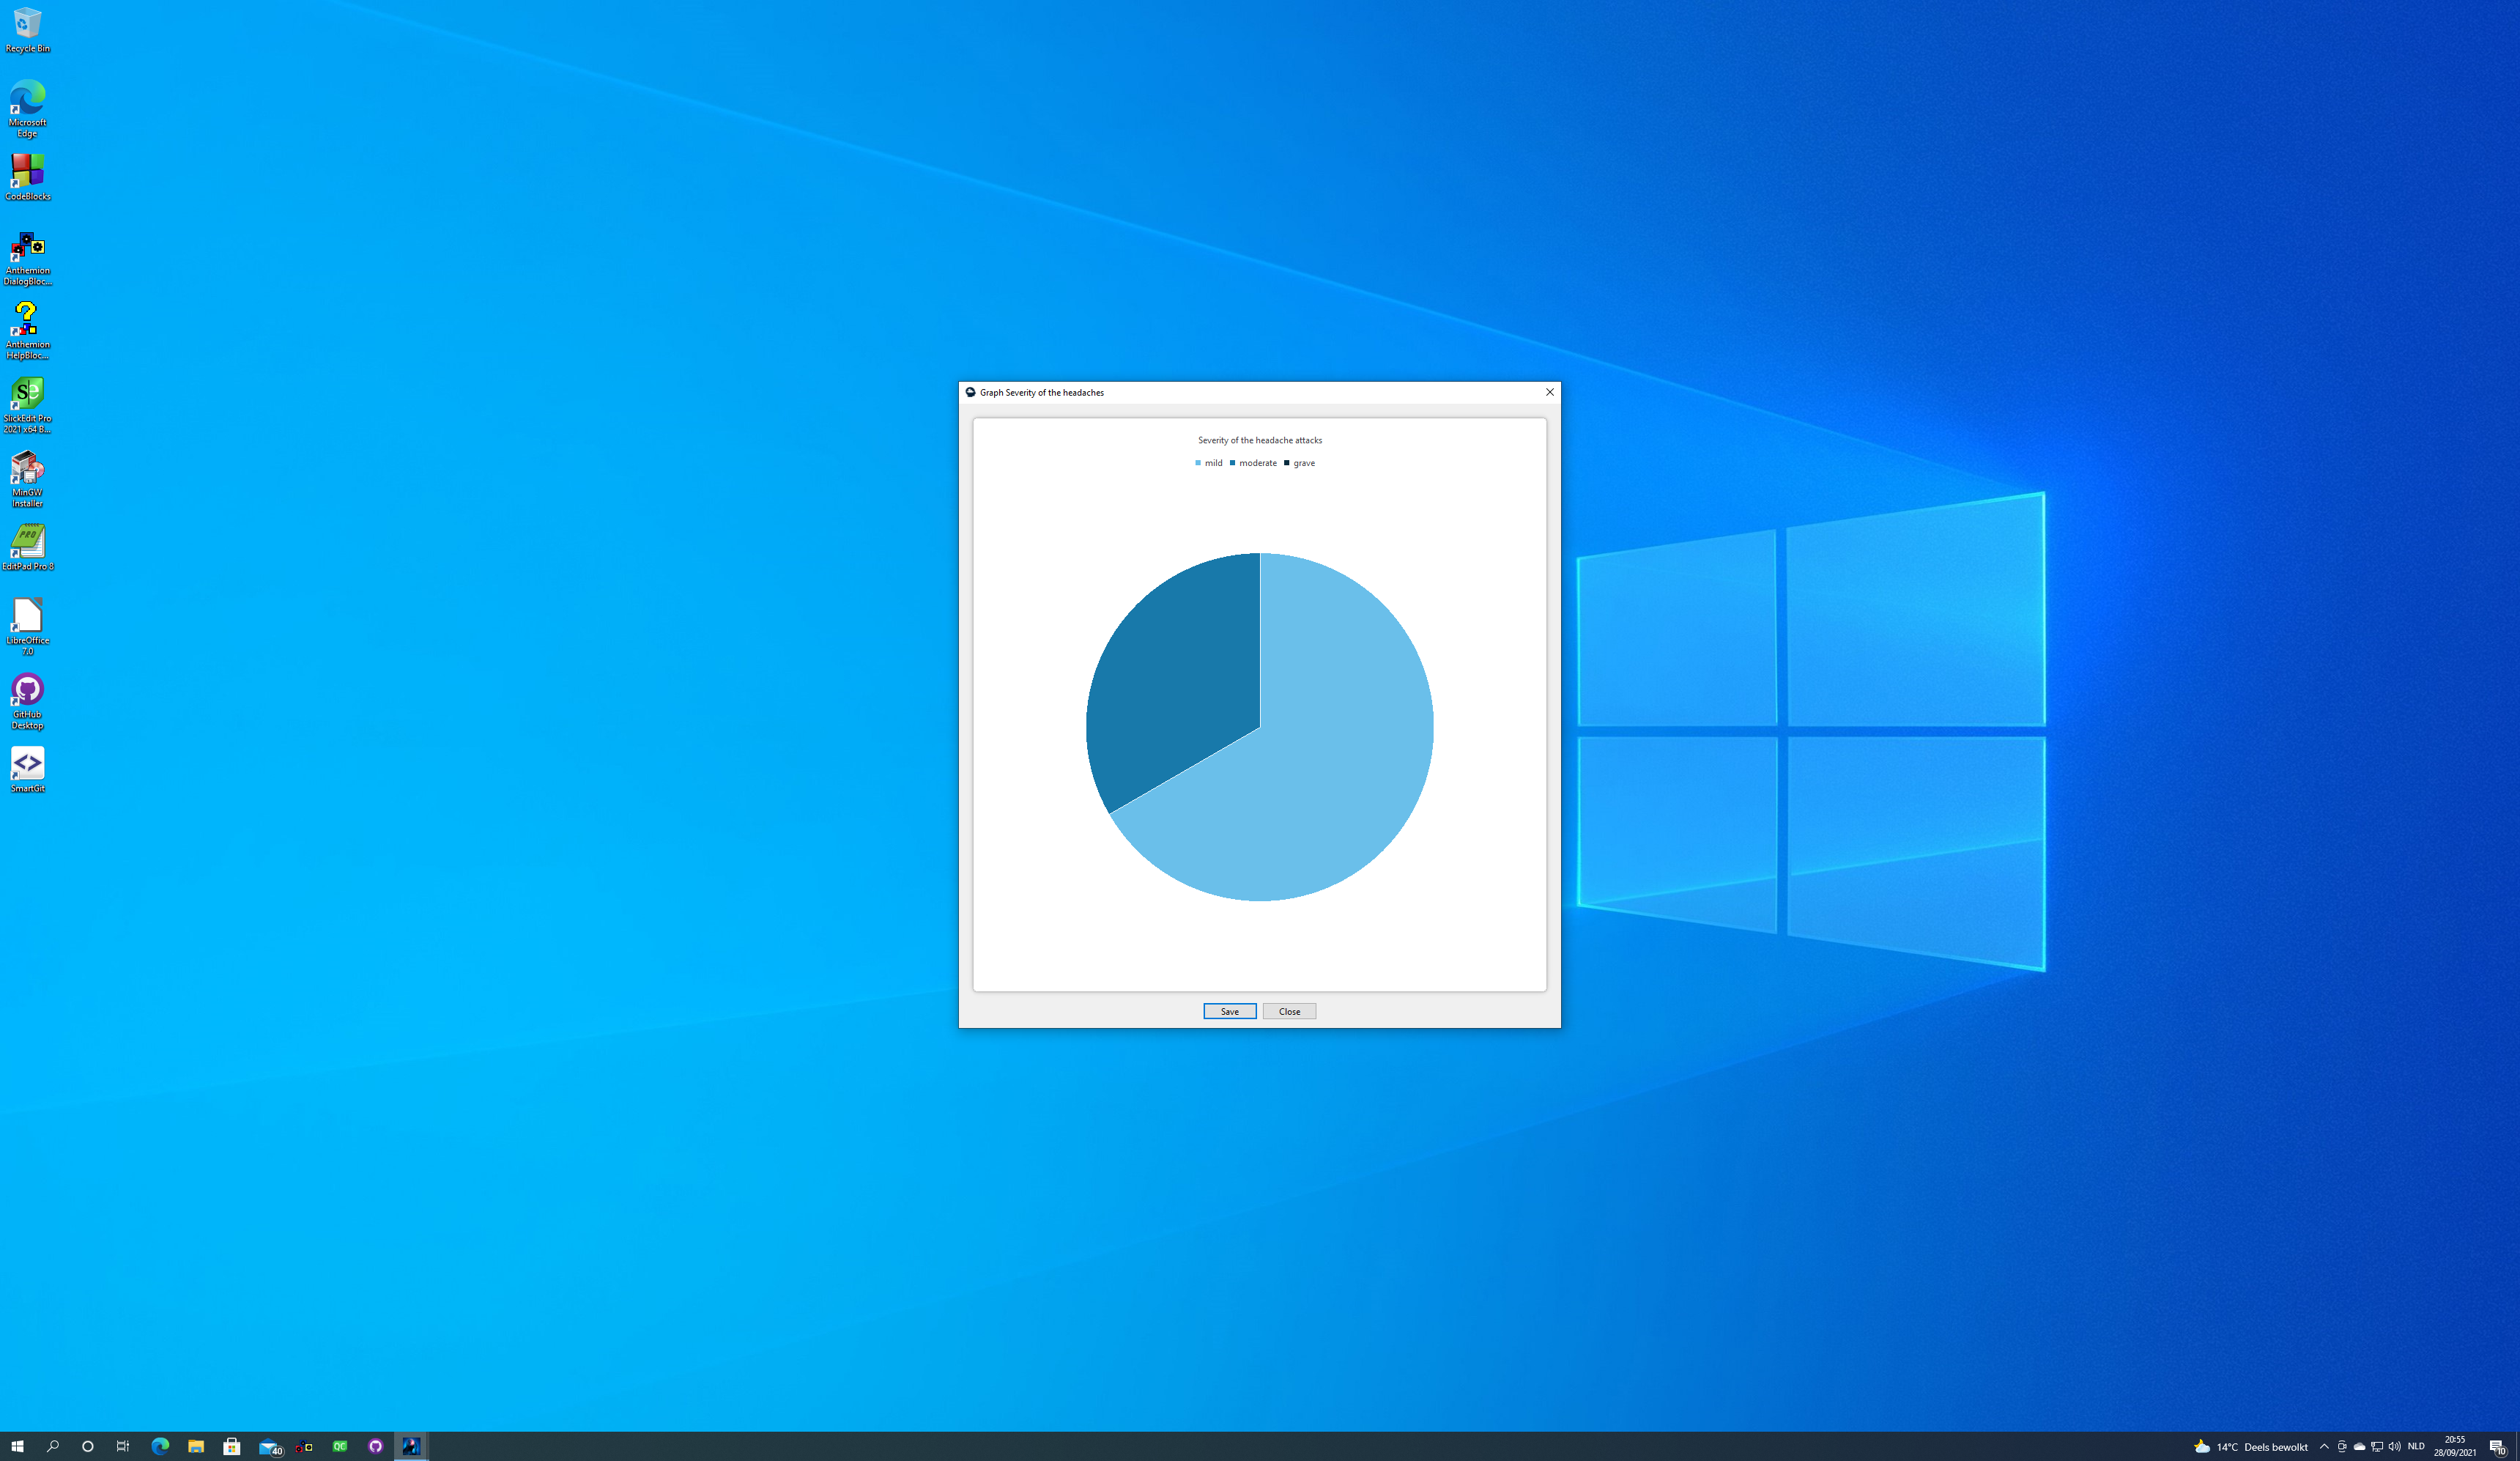 Recycle Bin
Microsoft
Edge
CodeBlocks
Anthemion
DialogBloc...
Anthemion
HelpBloc...
SlickEdit Pro
2021 x64 B...
MinGW
Installer
PRO
EditPad Pro 8
LibreOffice
7.0
GitHub
Desktop
SmartGit
Graph Severity of the headaches
Severity of the headache attacks
mild moderate grave
Save Close
40
QC
14°C Deels bewolkt
NLD
20:55
28/09/2021
10